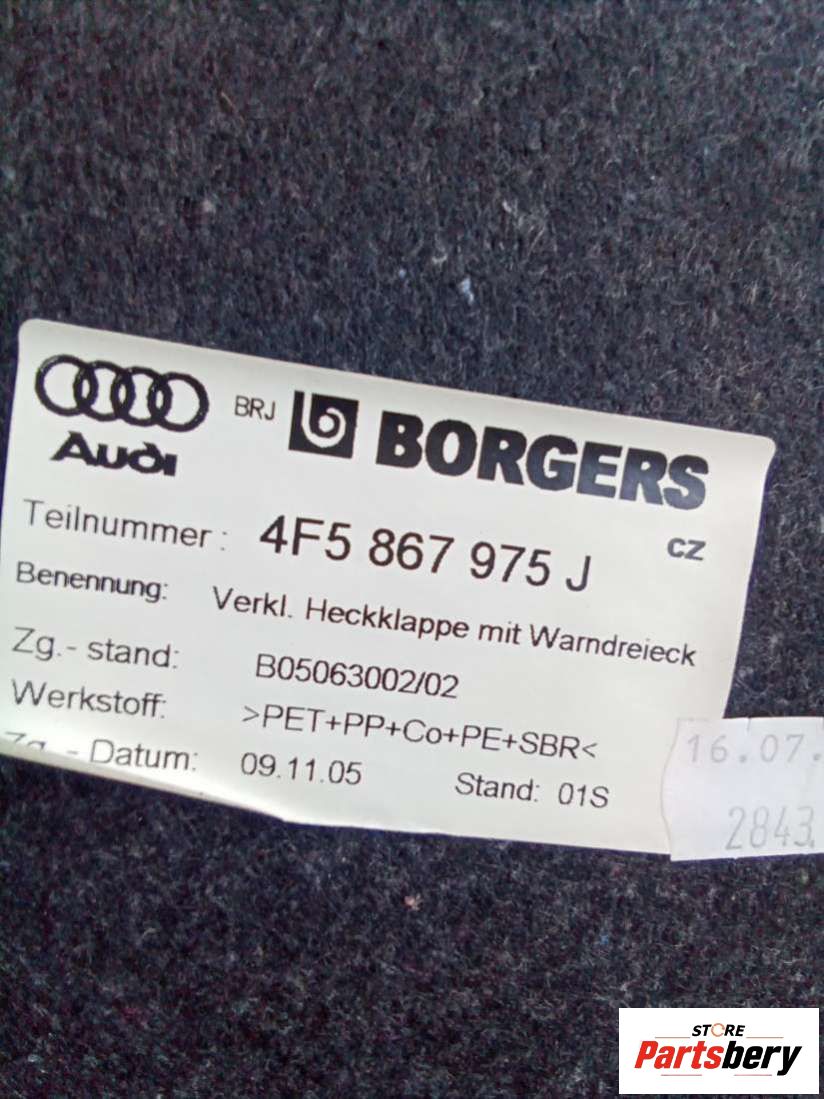 Audi
BRJ BORGERS
CZ
Teilnummer: 4F5 867 975 J
Benennung: Verkl. Heckklappe mit Warndreieck
Zg.- stand: B05063002/02
Werkstoff: >PET+PP+Co+PE+SBR<
Zg. - Datum: 09.11.05 Stand: 01S
16.07.
2843
STORE
Partsbery